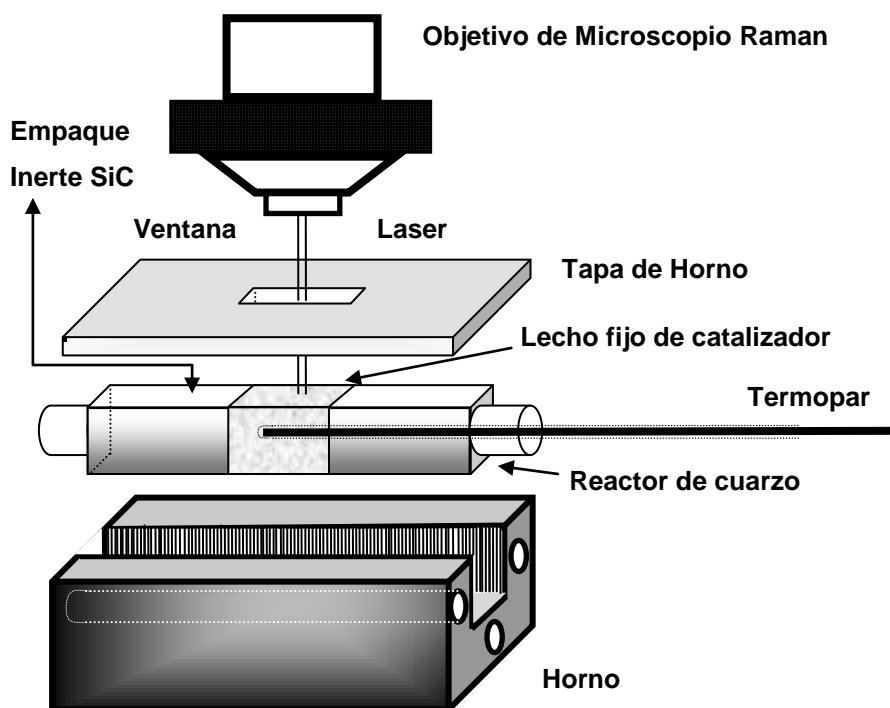 Objetivo de Microscopio Raman
Empaque
Inerte SiC
Ventana
Laser
Tapa de Horno
Lecho fijo de catalizador
Termopar
Reactor de cuarzo
Horno